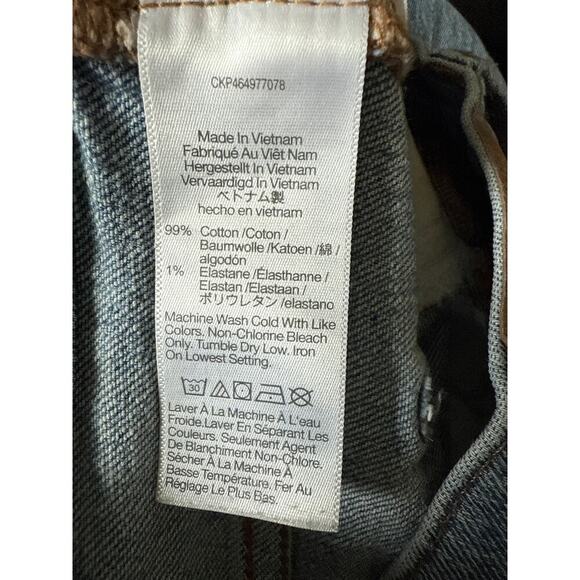 CKP464977078
Made In Vietnam
Fabriqué Au Viêt Nam
Hergestellt In Vietnam
Vervaardigd In Vietnam
ベトナム製
hecho en vietnam
99% Cotton /Coton /
Baumwolle /Katoen /綿 /
algodón
1% Elastane /Élasthanne /
Elastan /Elastaan /
ポリウレタン /elastano
Machine Wash Cold With Like
Colors. Non-Chlorine Bleach
Only. Tumble Dry Low. Iron
On Lowest Setting.
30
Laver À La Machine À L'eau
Froide.Laver En Séparant Les
Couleurs. Seulement Agent
De Blanchiment Non-Chlore.
Sécher À La Machine À
Basse Température. Fer Au
Réglage Le Plus Bas.